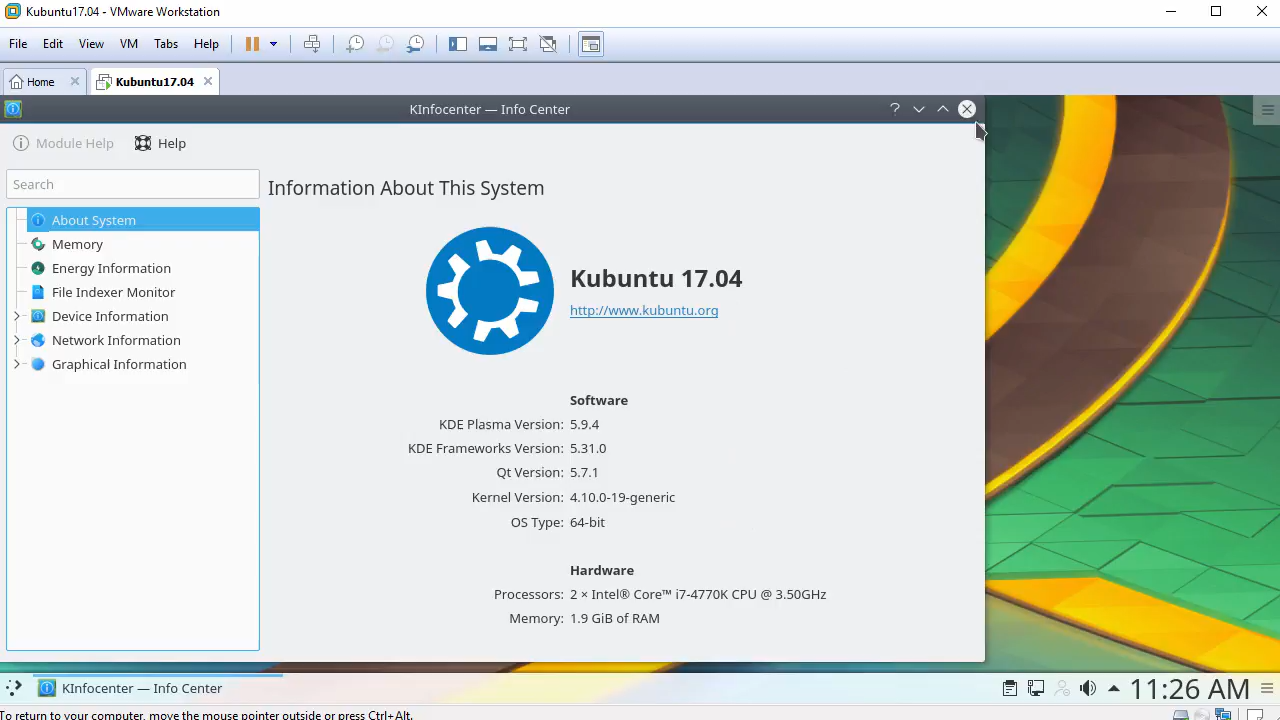 Kubuntu17.04 - VMware Workstation
File Edit View VM Tabs Help
Home Kubuntu17.04
KInfocenter — Info Center
Module Help Help
Search
Information About This System
About System
Memory
Energy Information
File Indexer Monitor
Device Information
Network Information
Graphical Information
Kubuntu 17.04
http://www.kubuntu.org
Software
KDE Plasma Version: 5.9.4
KDE Frameworks Version: 5.31.0
Qt Version: 5.7.1
Kernel Version: 4.10.0-19-generic
OS Type: 64-bit
Hardware
Processors: 2 × Intel® Core™ i7-4770K CPU @ 3.50GHz
Memory: 1.9 GiB of RAM
KInfocenter — Info Center
11:26 AM
To return to your computer, move the mouse pointer outside or press Ctrl+Alt.